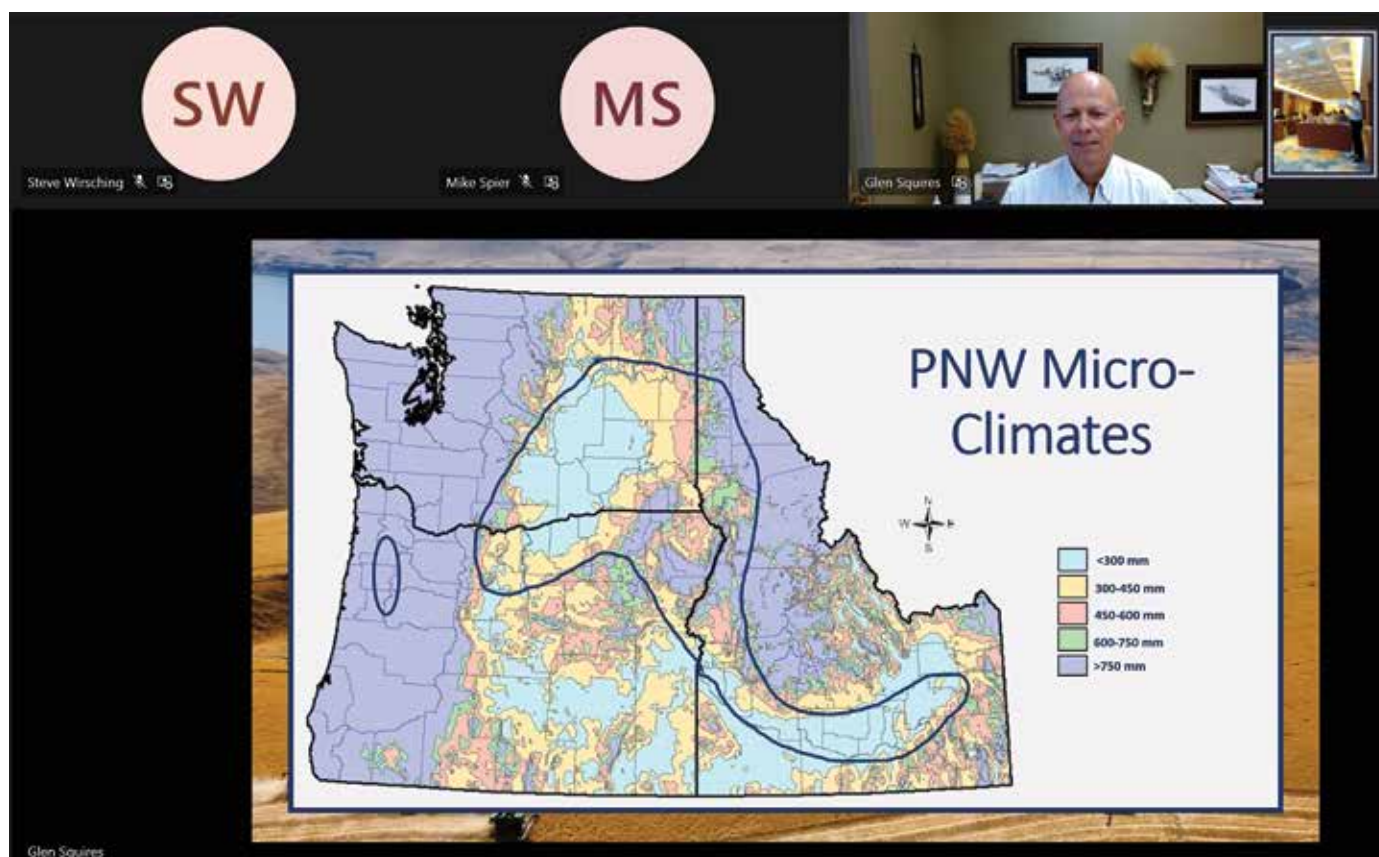 SW
MS
Steve Wirsching
Mike Spier
Glen Squires
PNW Micro-
Climates
N
W E
S
<300 mm
300-450 mm
450-600 mm
600-750 mm
>750 mm
Glen Squires